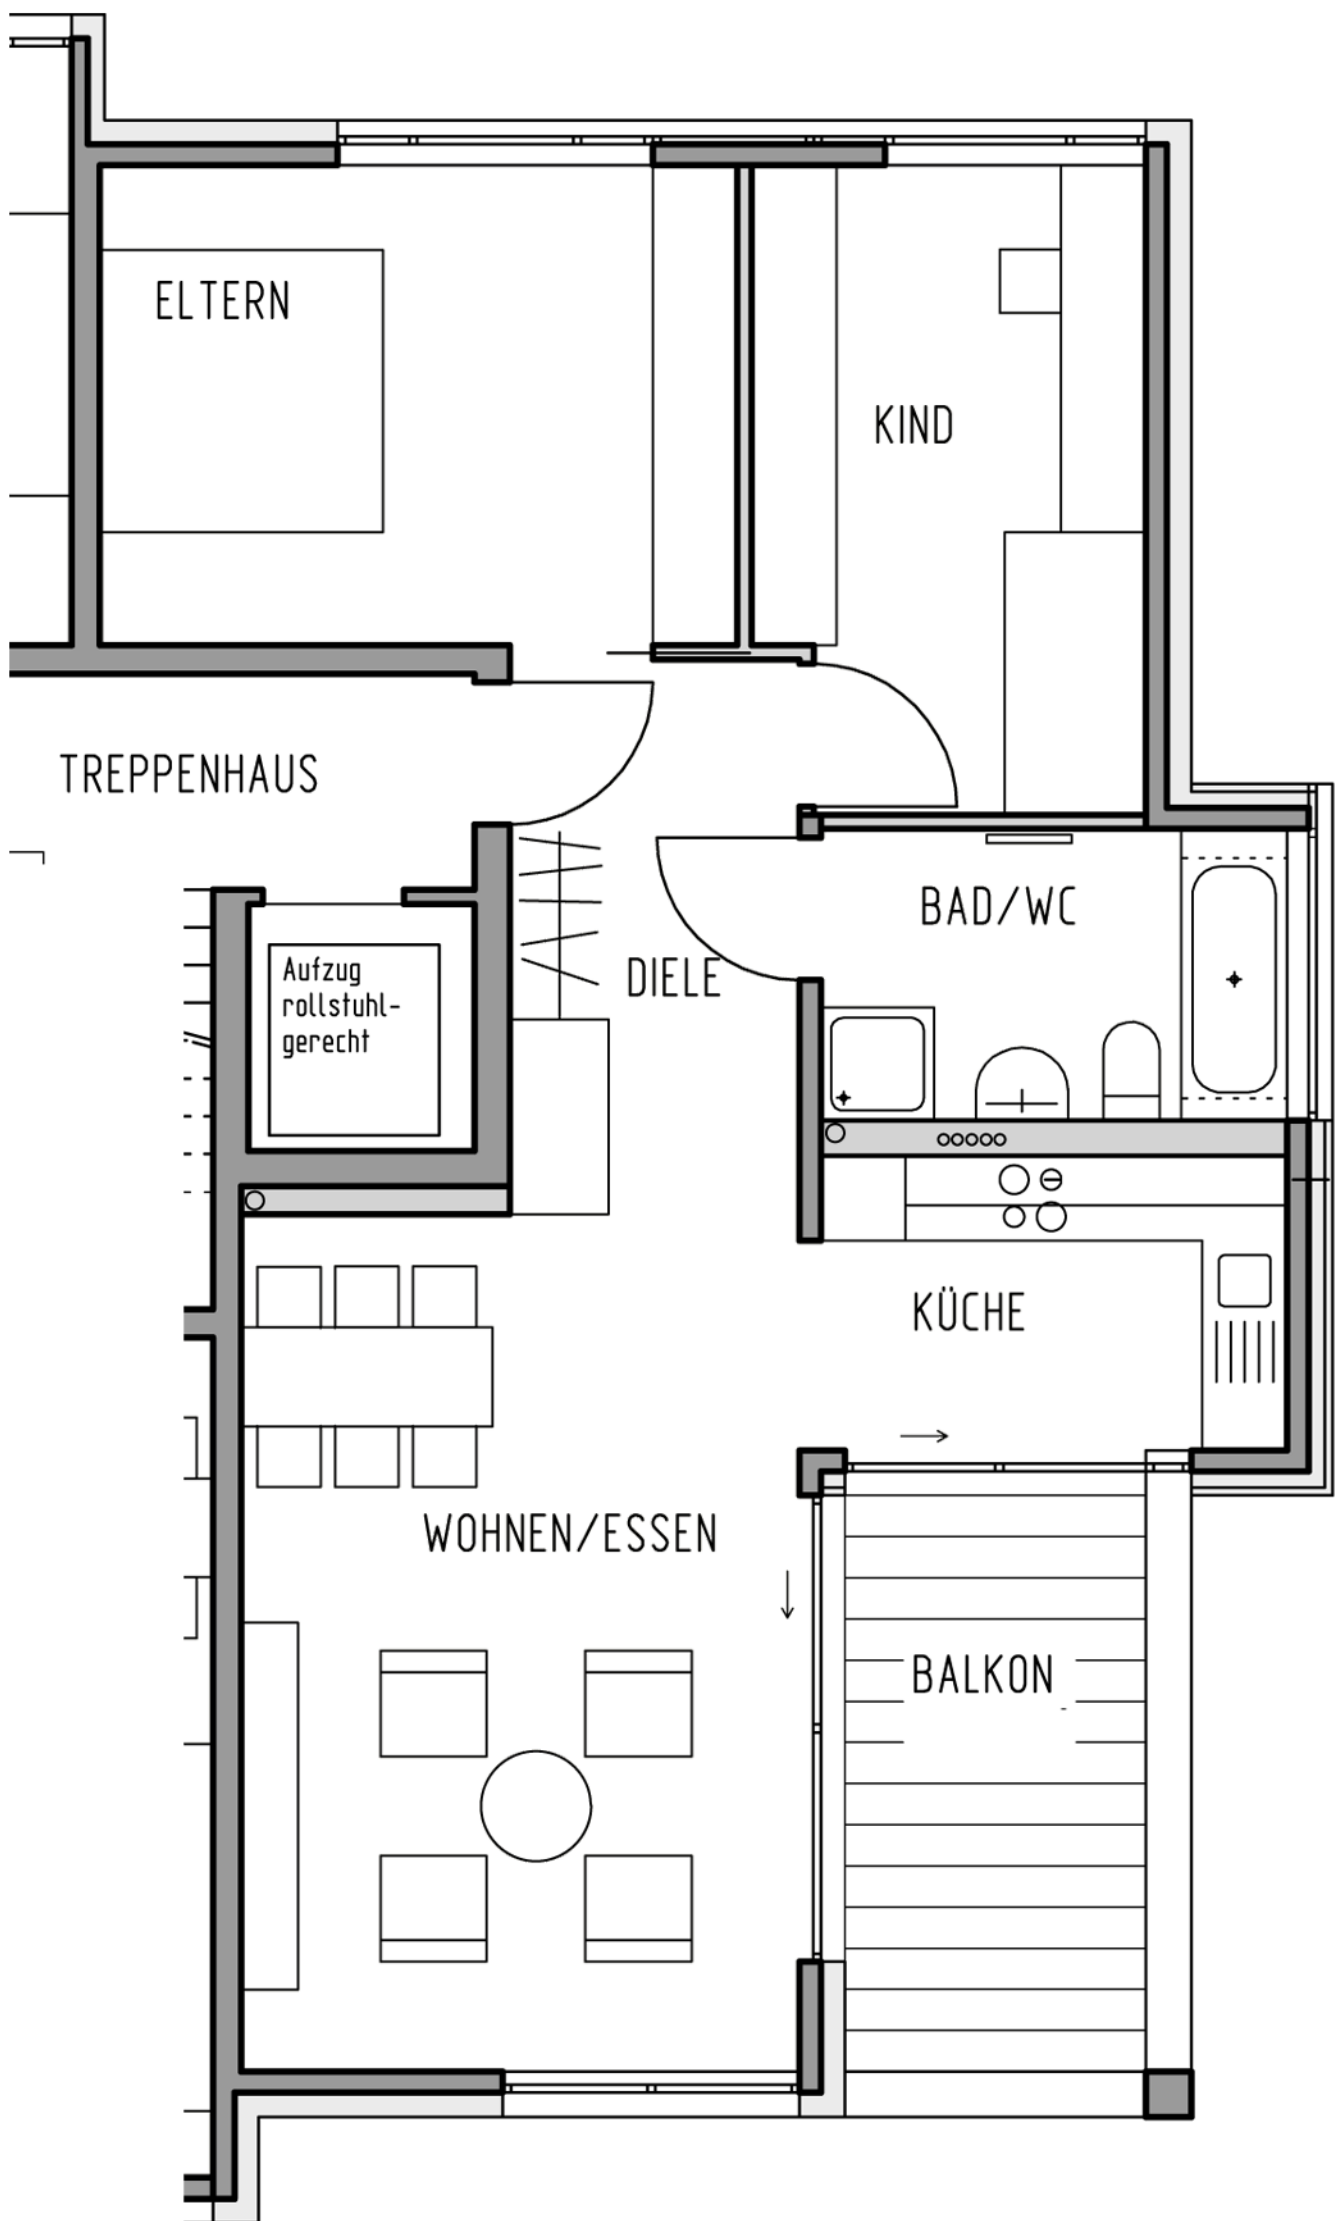 ELTERN
KIND
TREPPENHAUS
BAD/WC
Aufzug
rollstuhl-
gerecht
DIELE
KÜCHE
WOHNEN/ESSEN
BALKON